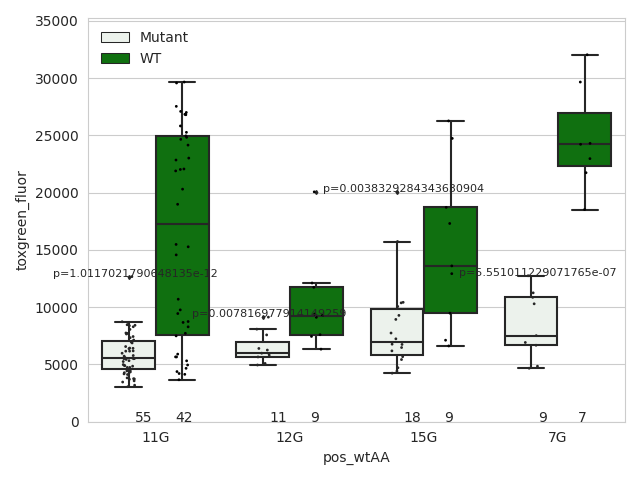 35000
30000
25000
20000
15000
10000
5000
0
toxgreen_fluor
Mutant
WT
p=1.0117021790648135e-12
p=0.007816977914149259
p=0.0038329284343630904
p=6.551011229071765e-07
55 42 11 9 18 9 9 7
11G 12G 15G 7G
pos_wtAA